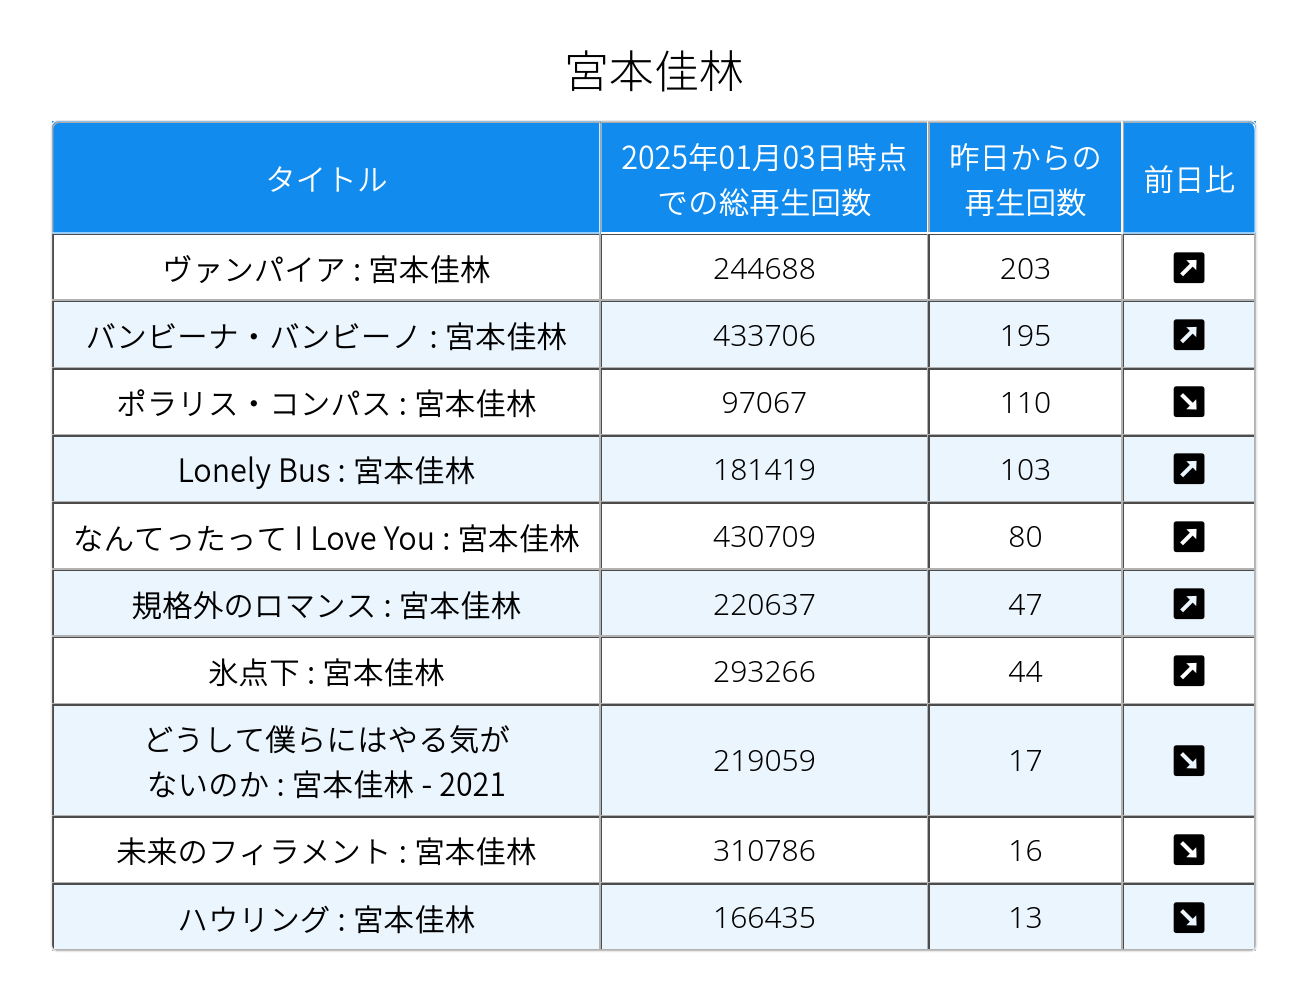 宮本佳林
タイトル
2025年01月03日時点
での総再生回数
昨日からの
再生回数
前日比
ヴァンパイア : 宮本佳林 244688 203
バンビーナ・バンビーノ : 宮本佳林 433706 195
ポラリス・コンパス : 宮本佳林 97067 110
Lonely Bus : 宮本佳林 181419 103
なんてったって I Love You : 宮本佳林 430709 80
規格外のロマンス : 宮本佳林 220637 47
氷点下 : 宮本佳林 293266 44
どうして僕らにはやる気が
ないのか : 宮本佳林 - 2021 219059 17
未来のフィラメント : 宮本佳林 310786 16
ハウリング : 宮本佳林 166435 13